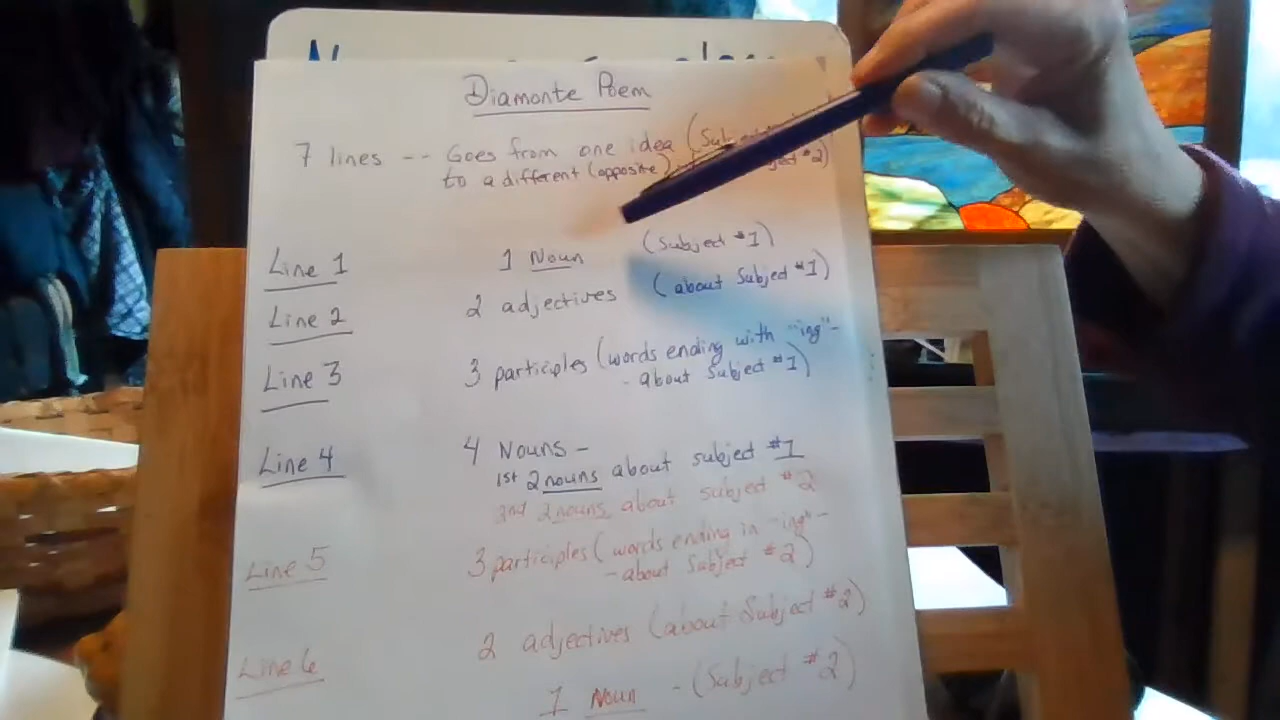 Diamonte Poem
7 lines -- Goes from one idea (Sub
to a different (opposite) #2)
Line 1 1 Noun (Subject #1)
Line 2 2 adjectives (about Subject #1)
Line 3 3 participles (words ending with "ing" -
- about Subject #1)
Line 4 4 Nouns -
1st 2 nouns about subject #1
2nd 2 nouns about subject #2
Line 5 3 participles (words ending in "ing" -
- about Subject #2)
Line 6 2 adjectives (about Subject #2)
1 Noun - (Subject #2)